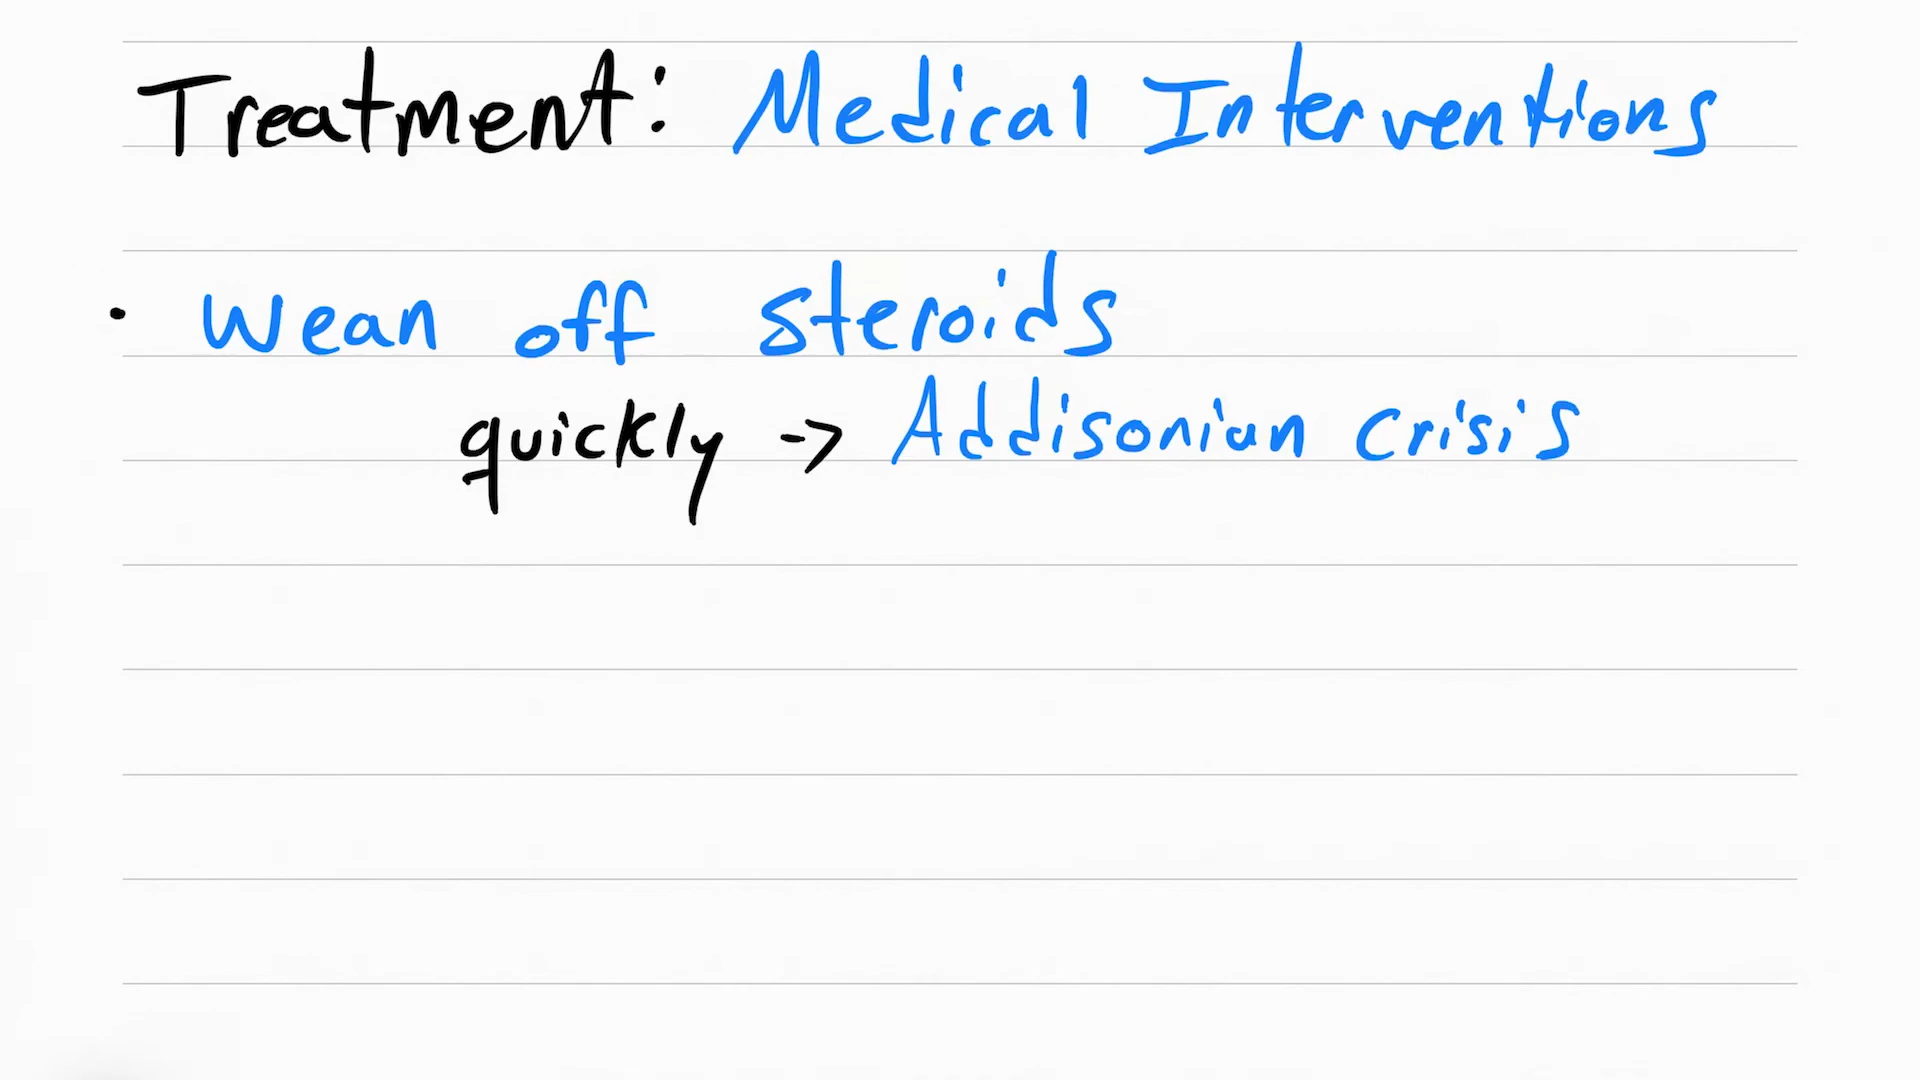 Treatment: Medical Interventions
• Wean off steroids
quickly -> Addisonian crisis